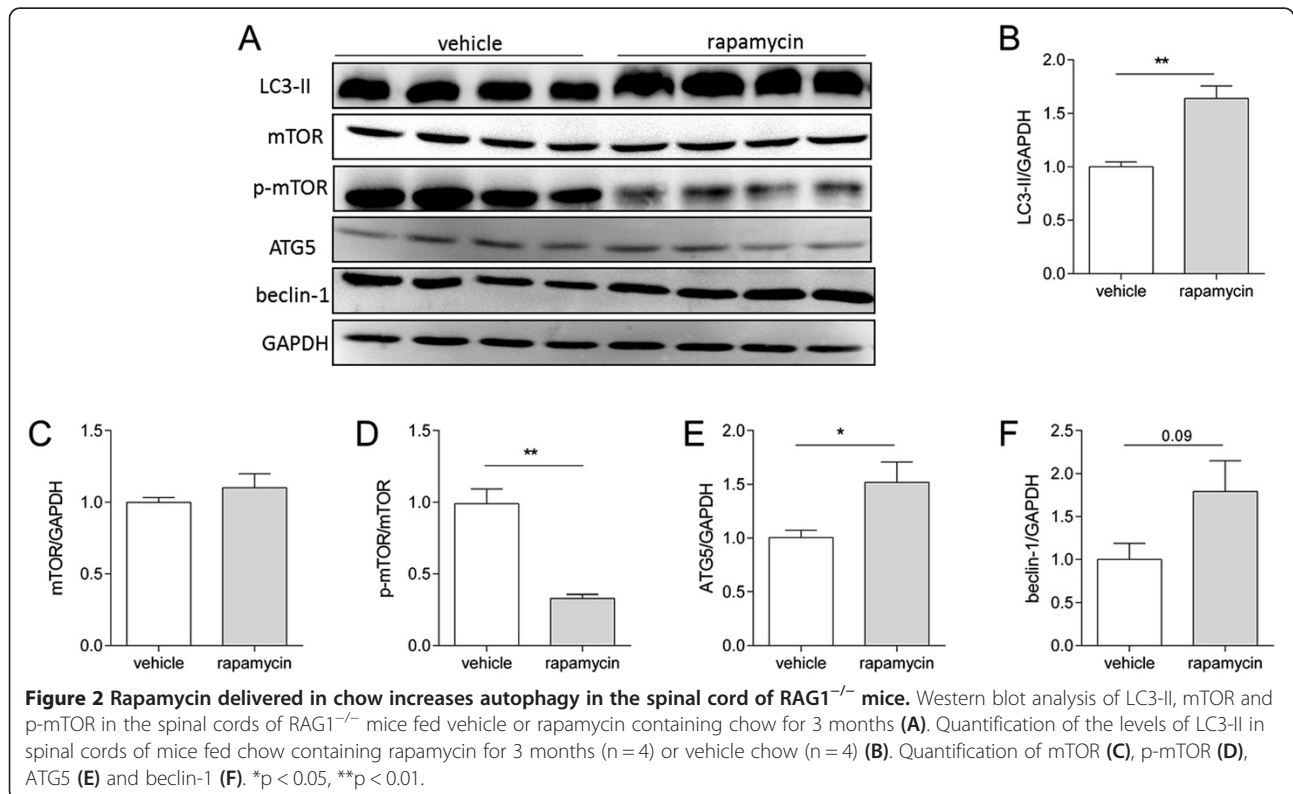 A
vehicle rapamycin
LC3-II
mTOR
p-mTOR
ATG5
beclin-1
GAPDH
B
LC3-II/GAPDH
2.0
1.5
1.0
0.5
0.0
**
vehicle rapamycin
C
mTOR/GAPDH
1.5
1.0
0.5
0.0
vehicle rapamycin
D
p-mTOR/mTOR
1.5
1.0
0.5
0.0
**
vehicle rapamycin
E
ATG5/GAPDH
2.0
1.5
1.0
0.5
0.0
*
vehicle rapamycin
F
beclin-1/GAPDH
2.5
2.0
1.5
1.0
0.5
0.0
0.09
vehicle rapamycin
Figure 2 Rapamycin delivered in chow increases autophagy in the spinal cord of RAG1−/− mice. Western blot analysis of LC3-II, mTOR and
p-mTOR in the spinal cords of RAG1−/− mice fed vehicle or rapamycin containing chow for 3 months (A). Quantification of the levels of LC3-II in
spinal cords of mice fed chow containing rapamycin for 3 months (n = 4) or vehicle chow (n = 4) (B). Quantification of mTOR (C), p-mTOR (D),
ATG5 (E) and beclin-1 (F). *p < 0.05, **p < 0.01.